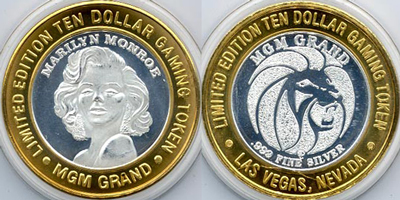 LIMITED EDITION TEN DOLLAR GAMING TOKEN
MARILYN MONROE
• MGM GRAND •
LIMITED EDITION TEN DOLLAR GAMING TOKEN
MGM GRAND
.999 FINE SILVER
• LAS VEGAS, NEVADA •